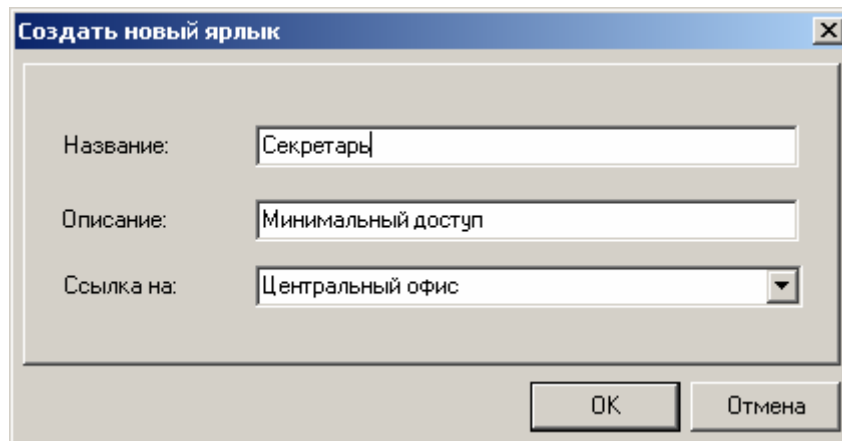 Создать новый ярлык
Название: Секретарь
Описание: Минимальный доступ
Ссылка на: Центральный офис
OK Отмена